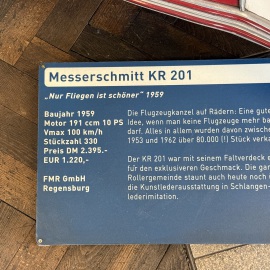 Messerschmitt KR 201
„Nur Fliegen ist schöner" 1959
Baujahr 1959
Motor 191 ccm 10 PS
Vmax 100 km/h
Stückzahl 330
Preis DM 2.395.-
EUR 1.220,-
FMR GmbH
Regensburg
Die Flugzeugkanzel auf Rädern: Eine gute
Idee, wenn man keine Flugzeuge mehr ba
darf. Alles in allem wurden davon zwische
1953 und 1962 über 80.000 (!) Stück verka
Der KR 201 war mit seinem Faltverdeck e
für den exklusiveren Geschmack. Die gan
Rollergemeinde staunt auch heute noch
die Kunstlederausstattung in Schlangen-
lederimitation.